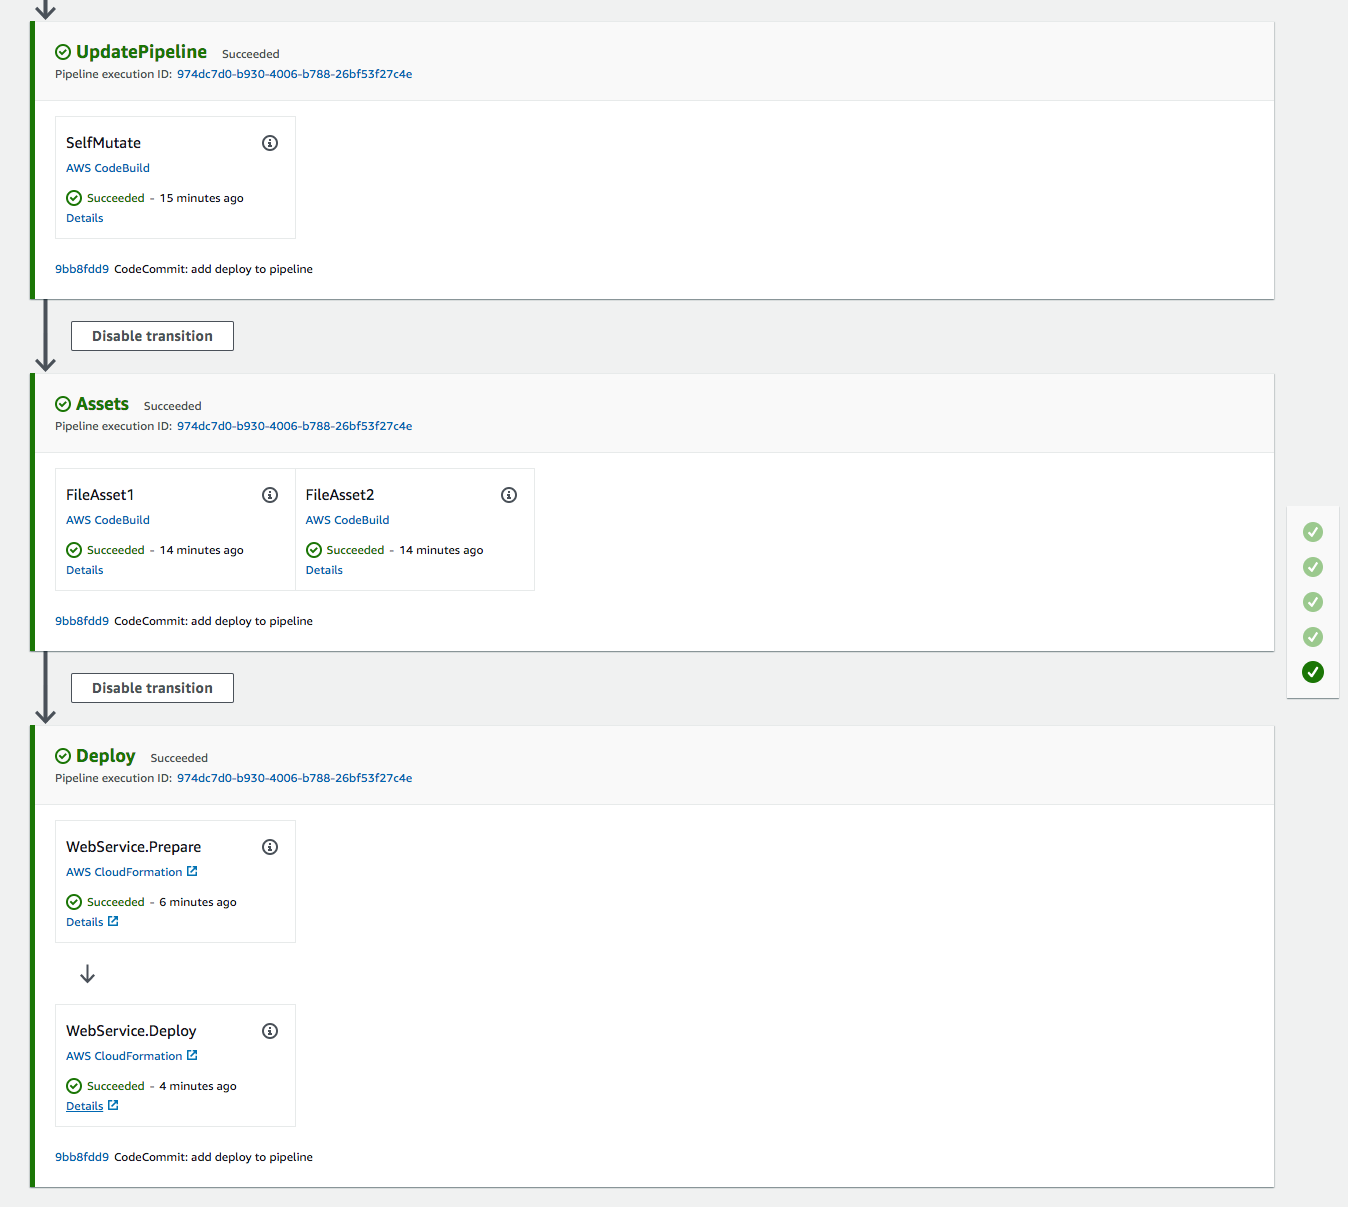 UpdatePipeline Succeeded
Pipeline execution ID: 974dc7d0-b930-4006-b788-26bf53f27c4e
SelfMutate
AWS CodeBuild
Succeeded - 15 minutes ago
Details
9bb8fdd9 CodeCommit: add deploy to pipeline
Disable transition
Assets Succeeded
Pipeline execution ID: 974dc7d0-b930-4006-b788-26bf53f27c4e
FileAsset1 FileAsset2
AWS CodeBuild AWS CodeBuild
Succeeded - 14 minutes ago Succeeded - 14 minutes ago
Details Details
9bb8fdd9 CodeCommit: add deploy to pipeline
Disable transition
Deploy Succeeded
Pipeline execution ID: 974dc7d0-b930-4006-b788-26bf53f27c4e
WebService.Prepare
AWS CloudFormation
Succeeded - 6 minutes ago
Details
WebService.Deploy
AWS CloudFormation
Succeeded - 4 minutes ago
Details
9bb8fdd9 CodeCommit: add deploy to pipeline